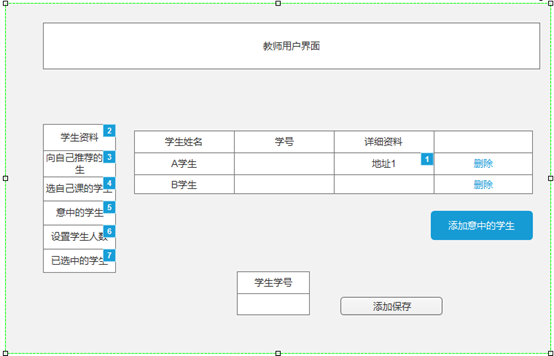 教师用户界面
学生资料 2
向自己推荐的学生 3
选自己课的学生 4
意中的学生 5
设置学生人数 6
已选中的学生 7
学生姓名 学号 详细资料
A学生 地址1 1 删除
B学生 删除
添加意中的学生
学生学号
添加保存